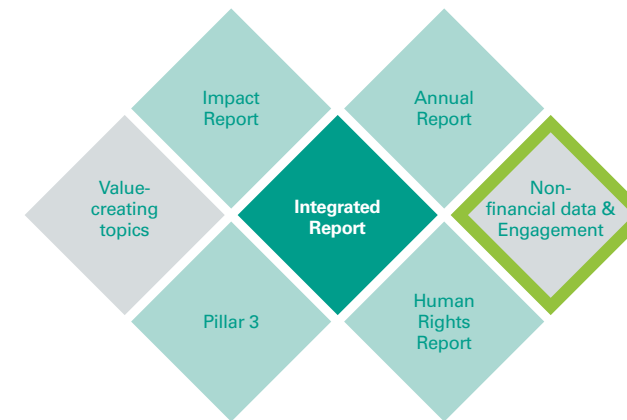 Impact
Report
Annual
Report
Value-
creating
topics
Integrated
Report
Non-
financial data &
Engagement
Pillar 3
Human
Rights
Report